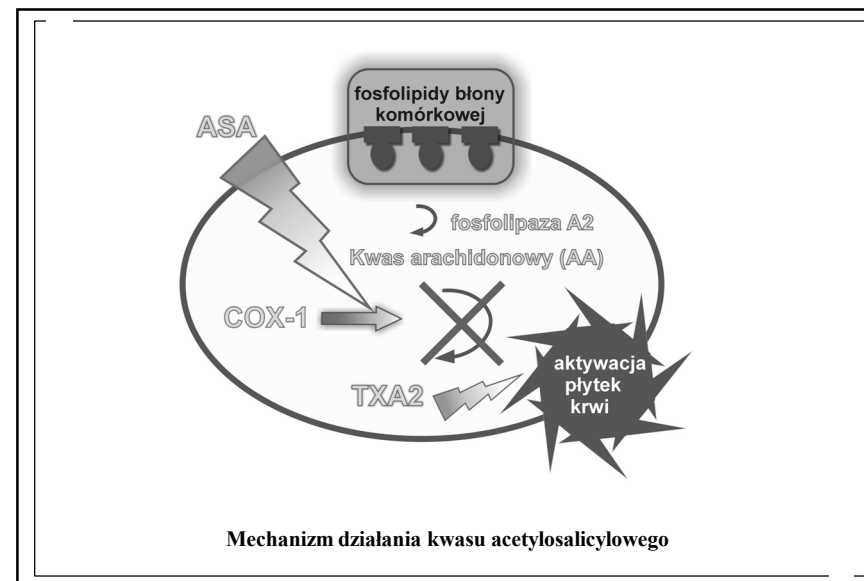 fosfolipidy błony
komórkowej
ASA
fosfolipaza A2
Kwas arachidonowy (AA)
COX-1
TXA2
aktywacja
płytek
krwi
Mechanizm działania kwasu acetylosalicylowego